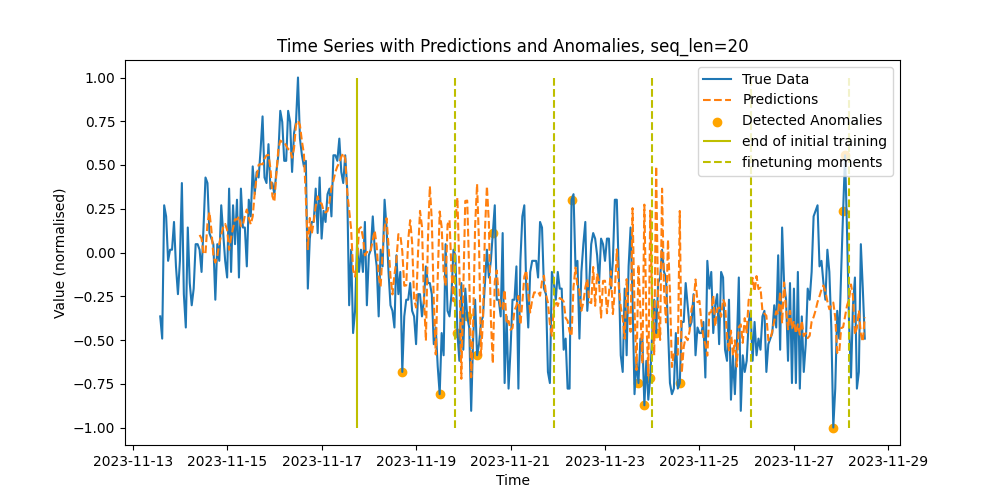 Time Series with Predictions and Anomalies, seq_len=20
Value (normalised)
1.00
0.75
0.50
0.25
0.00
−0.25
−0.50
−0.75
−1.00
True Data
Predictions
Detected Anomalies
end of initial training
finetuning moments
2023-11-13 2023-11-15 2023-11-17 2023-11-19 2023-11-21 2023-11-23 2023-11-25 2023-11-27 2023-11-29
Time